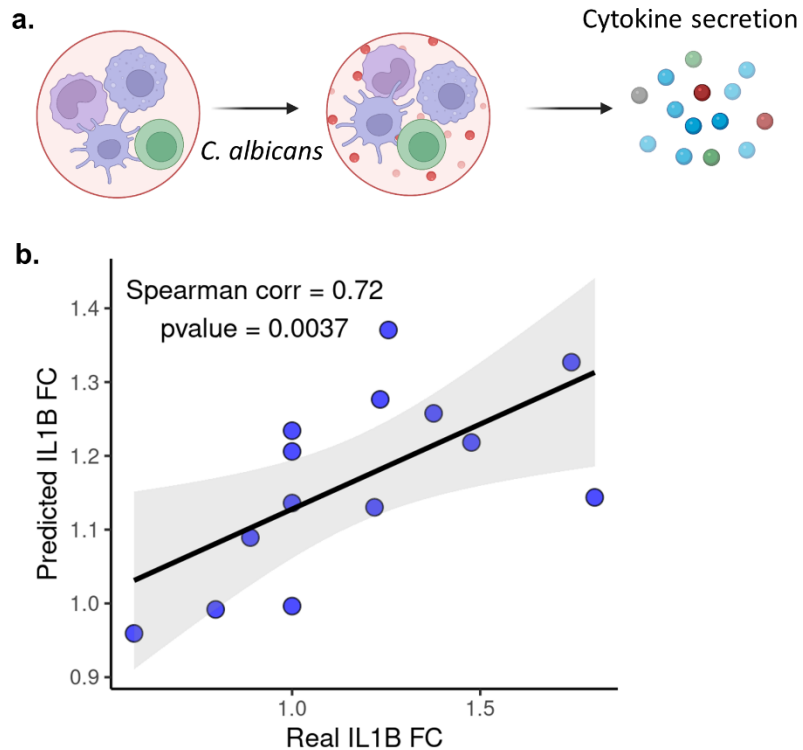 a.
Cytokine secretion
C. albicans
b.
Spearman corr = 0.72
pvalue = 0.0037
1.4
1.3
1.2
1.1
1.0
0.9
Predicted IL1B FC
1.0 1.5
Real IL1B FC